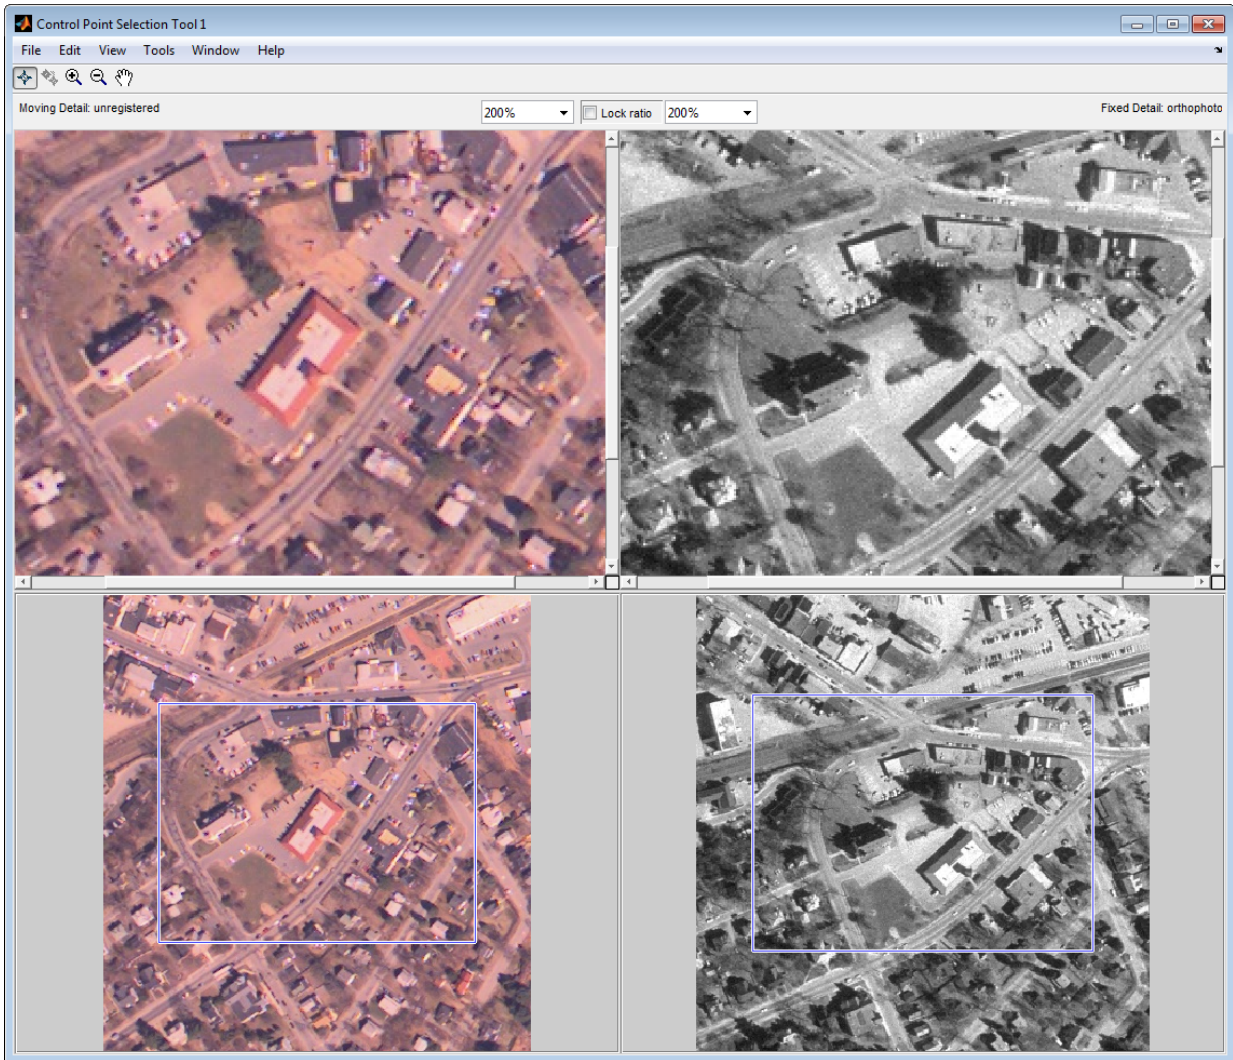 Control Point Selection Tool 1
File Edit View Tools Window Help
Moving Detail: unregistered
200%
Lock ratio
200%
Fixed Detail: orthophoto